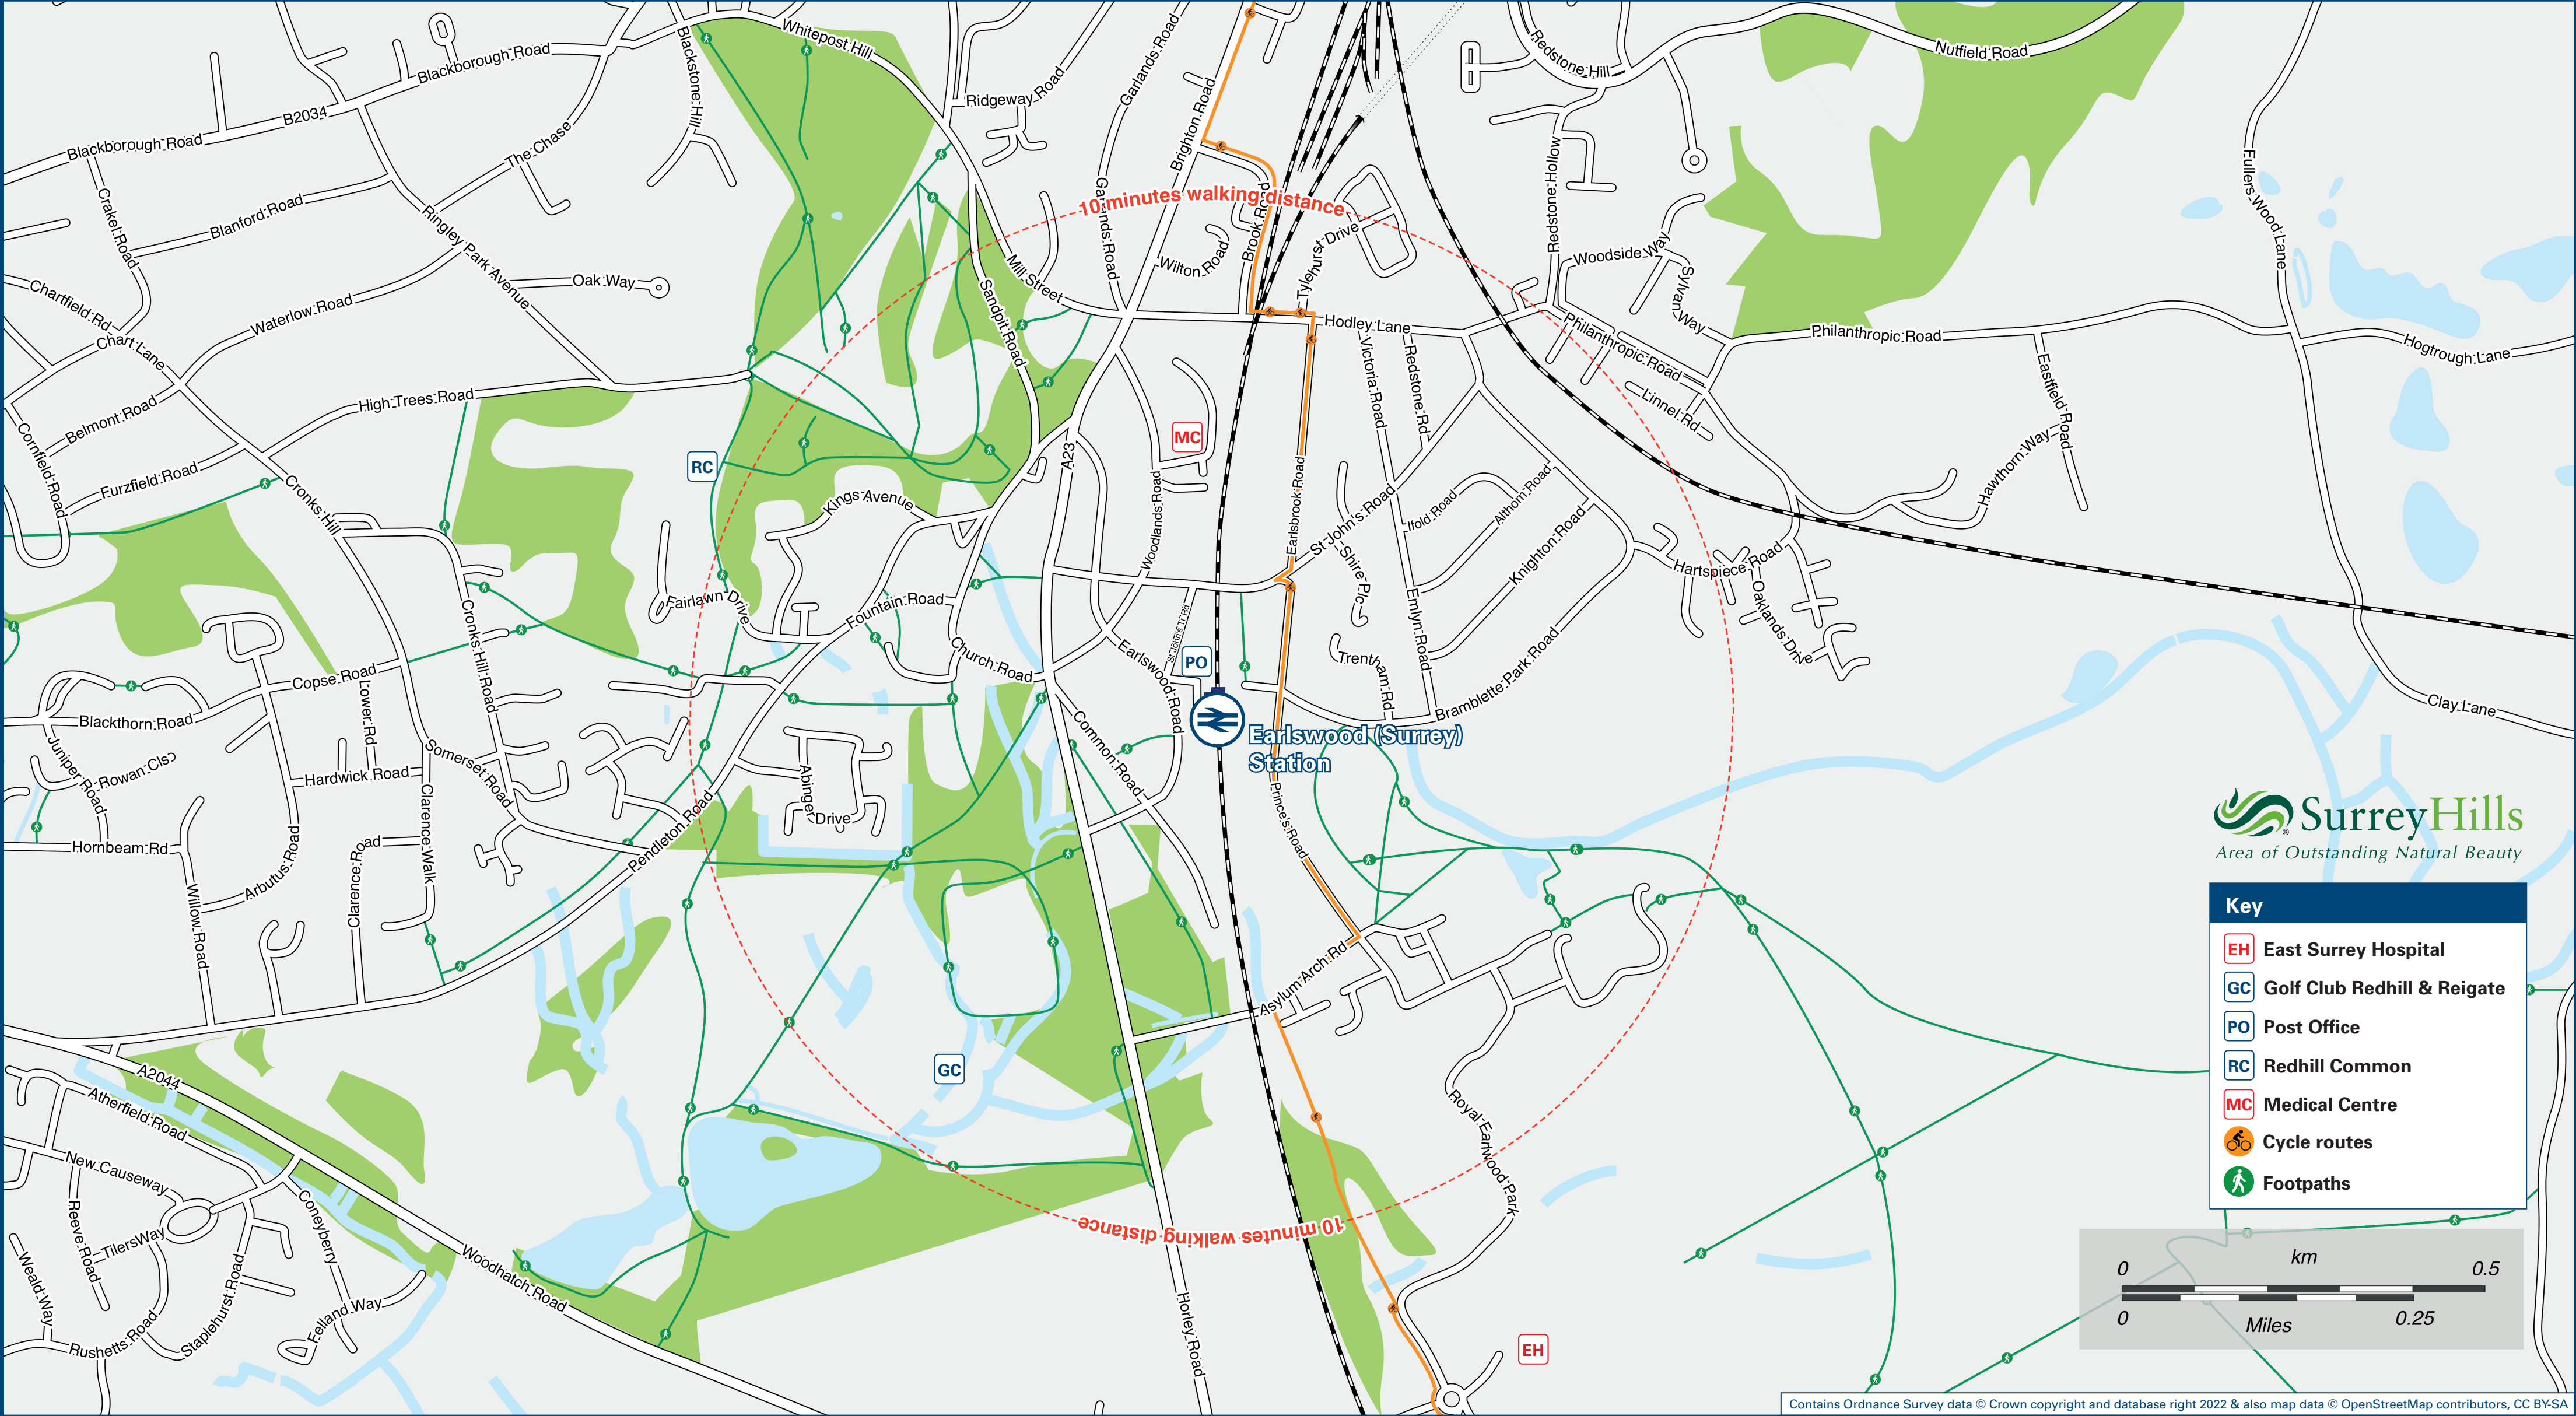 Whitepost Hill
Blackborough Road
Blackstone Hill
Garlands Road
Redstone Hill
Nutfield Road
B2034
Ridgeway Road
Brighton Road
Blackborough Road
The Chase
Redstone Hollow
Fullers Wood Lane
Crakel Road
Blanford Road
Ringley Park Avenue
Garlands Road
10 minutes walking distance
Brook Road
Tylehurst Drive
Wilton Road
Woodside Way
Sylvan Way
Oak Way
Mill Street
Sandpit Road
Chartfield Rd
Waterlow Road
Chart Lane
Hodley Lane
Philanthropic Road
Philanthropic Road
Hogtrough Lane
Victoria Road
Redstone Rd
Eastfield Road
Linnel Rd
High Trees Road
Belmont Road
Cornfield Road
Furzfield Road
Cronks Hill
RC
MC
A23
Kings Avenue
Woodlands Road
Earlsbrook Road
St John's Road
Ifold Road
Althorn Road
Knighton Road
Hawthorn Way
Hartspiece Road
Oaklands Drive
Shire Plc
Emlyn Road
Fairlawn Drive
Fountain Road
Cronks Hill Road
Church Road
St John's Tr Rd
Earlswood Road
PO
Trentham Rd
Bramblette Park Road
Clay Lane
Copse Road
Lower Rd
Blackthorn Road
Juniper Road
Rowan Cls
Hardwick Road
Somerset Road
Common Road
Earlswood (Surrey)
Station
Abinger
Drive
Prince's Road
Clarence Walk
Pendleton Road
Hornbeam Rd
Arbutus Road
Clarence Road
Willow Road
Asylum Arch Rd
GC
Royal Earlwood Park
A2044
Atherfield Road
New Causeway
Reeve Road
Tilers Way
Weald Way
Coneyberry
Staplehurst Road
Rushetts Road
Felland Way
Woodhatch Road
10 minutes walking distance
Horley Road
EH
SurreyHills
®
Area of Outstanding Natural Beauty
Key
EH East Surrey Hospital
GC Golf Club Redhill & Reigate
PO Post Office
RC Redhill Common
MC Medical Centre
Cycle routes
Footpaths
km
0 0.5
0 0.25
Miles
Contains Ordnance Survey data © Crown copyright and database right 2022 & also map data © OpenStreetMap contributors, CC BY-SA